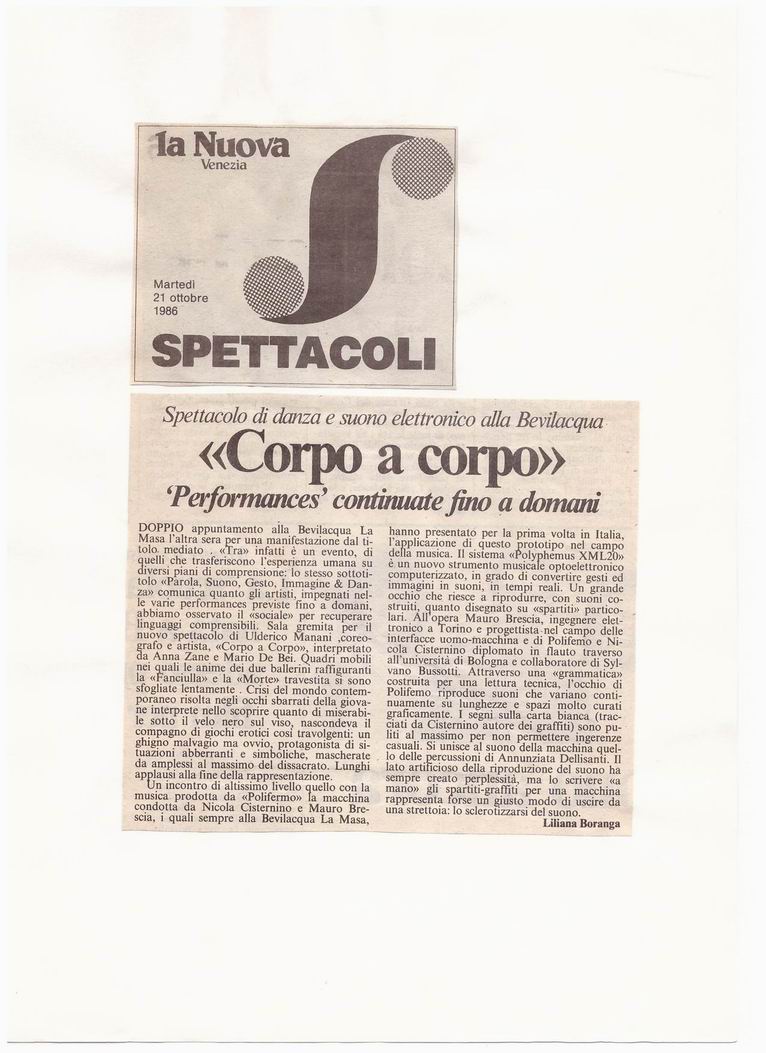 la Nuova
Venezia
Martedì
21 ottobre
1986
SPETTACOLI
Spettacolo di danza e suono elettronico alla Bevilacqua
«Corpo a corpo»
'Performances' continuate fino a domani
DOPPIO appuntamento alla Bevilacqua La
Masa l'altra sera per una manifestazione dal ti-
tolo mediato . «Tra» infatti è un evento, di
quelli che trasferiscono l'esperienza umana su
diversi piani di comprensione: lo stesso sottoti-
tolo «Parola, Suono, Gesto, Immagine & Dan-
za» comunica quanto gli artisti, impegnati nel-
le varie performances previste fino a domani,
abbiamo osservato il «sociale» per recuperare
linguaggi comprensibili. Sala gremita per il
nuovo spettacolo di Ulderico Manani ,coreo-
grafo e artista, «Corpo a Corpo», interpretato
da Anna Zane e Mario De Bei. Quadri mobili
nei quali le anime dei due ballerini raffiguranti
la «Fanciulla» e la «Morte» travestita si sono
sfogliate lentamente . Crisi del mondo contem-
poraneo risolta negli occhi sbarrati della giova-
ne interprete nello scoprire quanto di miserabi-
le sotto il velo nero sul viso, nascondeva il
compagno di giochi erotici così travolgenti: un
ghigno malvagio ma ovvio, protagonista di si-
tuazioni abberranti e simboliche, mascherate
da amplessi al massimo del dissacrato. Lunghi
applausi alla fine della rappresentazione.
Un incontro di altissimo livello quello con la
musica prodotta da «Polifermo» la macchina
condotta da Nicola Cisternino e Mauro Bre-
scia, i quali sempre alla Bevilacqua La Masa,
hanno presentato per la prima volta in Italia,
l'applicazione di questo prototipo nel campo
della musica. Il sistema «Polyphemus XML20»
è un nuovo strumento musicale optoelettronico
computerizzato, in grado di convertire gesti ed
immagini in suoni, in tempi reali. Un grande
occhio che riesce a riprodurre, con suoni co-
struiti, quanto disegnato su «spartiti» partico-
lari. All'opera Mauro Brescia, ingegnere elet-
tronico a Torino e progettista nel campo delle
interfacce uomo-macchina e di Polifemo e Ni-
cola Cisternino diplomato in flauto traverso
all'università di Bologna e collaboratore di Syl-
vano Bussotti. Attraverso una «grammatica»
costruita per una lettura tecnica, l'occhio di
Polifemo riproduce suoni che variano conti-
nuamente su lunghezze e spazi molto curati
graficamente. I segni sulla carta bianca (trac-
ciati da Cisternino autore dei graffiti) sono pu-
liti al massimo per non permettere ingerenze
casuali. Si unisce al suono della macchina quel-
lo delle percussioni di Annunziata Dellisanti. Il
lato artificioso della riproduzione del suono ha
sempre creato perplessità, ma lo scrivere «a
mano» gli spartiti-graffiti per una macchina
rappresenta forse un giusto modo di uscire da
una strettoia: lo sclerotizzarsi del suono.
Liliana Boranga